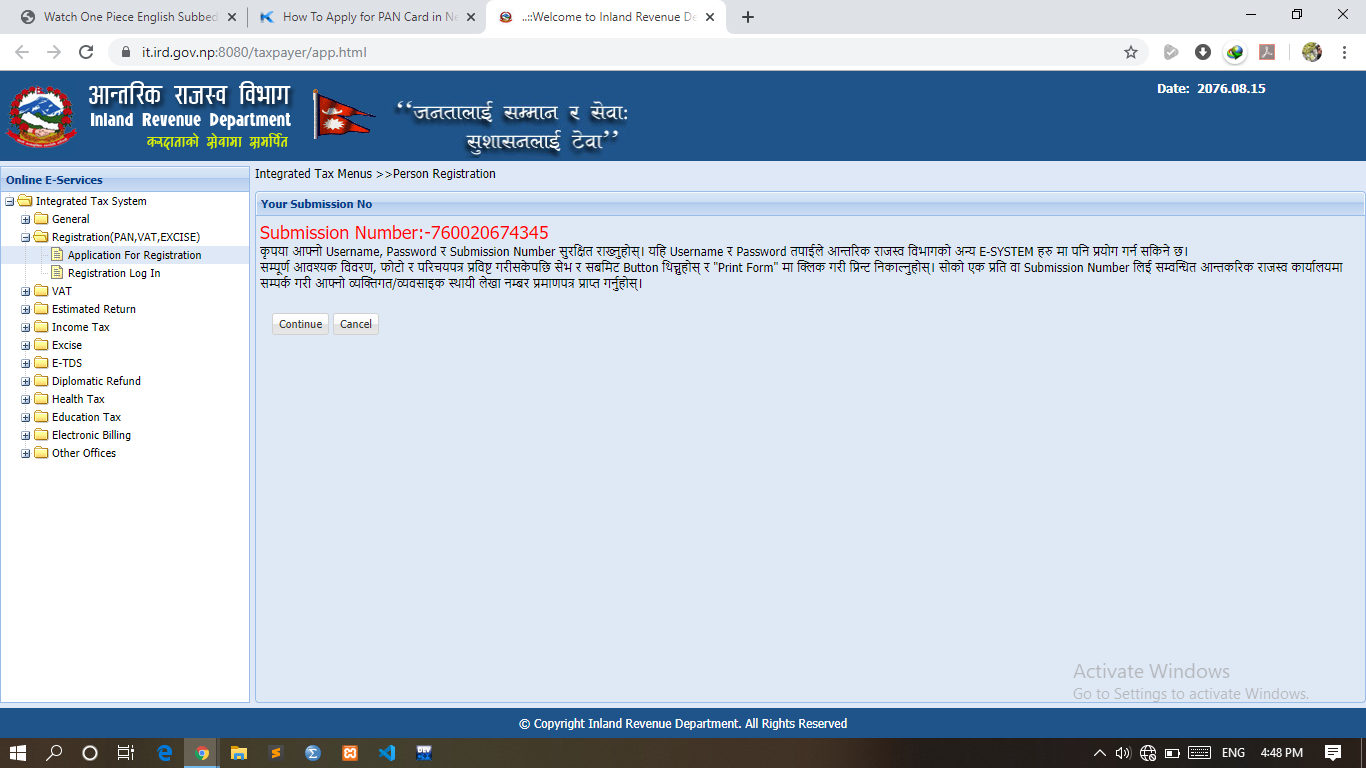 Watch One Piece English Subbed
How To Apply for PAN Card in Ne
..::Welcome to Inland Revenue De
it.ird.gov.np:8080/taxpayer/app.html
आन्तरिक राजस्व विभाग
Inland Revenue Department
करदाताको सेवामा समर्पित
“जनतालाई सम्मान र सेवाः
सुशासनलाई टेवा”
Date: 2076.08.15
Online E-Services
Integrated Tax System
General
Registration(PAN,VAT,EXCISE)
Application For Registration
Registration Log In
VAT
Estimated Return
Income Tax
Excise
E-TDS
Diplomatic Refund
Health Tax
Education Tax
Electronic Billing
Other Offices
Integrated Tax Menus >>Person Registration
Your Submission No
Submission Number:-760020674345
कृपया आफ्नो Username, Password र Submission Number सुरक्षित राख्नुहोस्। यहि Username र Password तपाईले आन्तरिक राजस्व विभागको अन्य E-SYSTEM हरु मा पनि प्रयोग गर्न सकिने छ।
सम्पूर्ण आवश्यक विवरण, फोटो र परिचयपत्र प्रविष्ट गरीसकेपछि सेभ र सबमिट Button थिच्नुहोस् र "Print Form" मा क्लिक गरी प्रिन्ट निकाल्नुहोस्। सोको एक प्रति वा Submission Number लिई सम्वन्धित आन्तकरिक राजस्व कार्यालयमा
सम्पर्क गरी आफ्नो व्यक्तिगत/व्यवसाइक स्थायी लेखा नम्बर प्रमाणपत्र प्राप्त गर्नुहोस्।
Continue Cancel
Activate Windows
Go to Settings to activate Windows.
© Copyright Inland Revenue Department. All Rights Reserved
ENG 4:48 PM